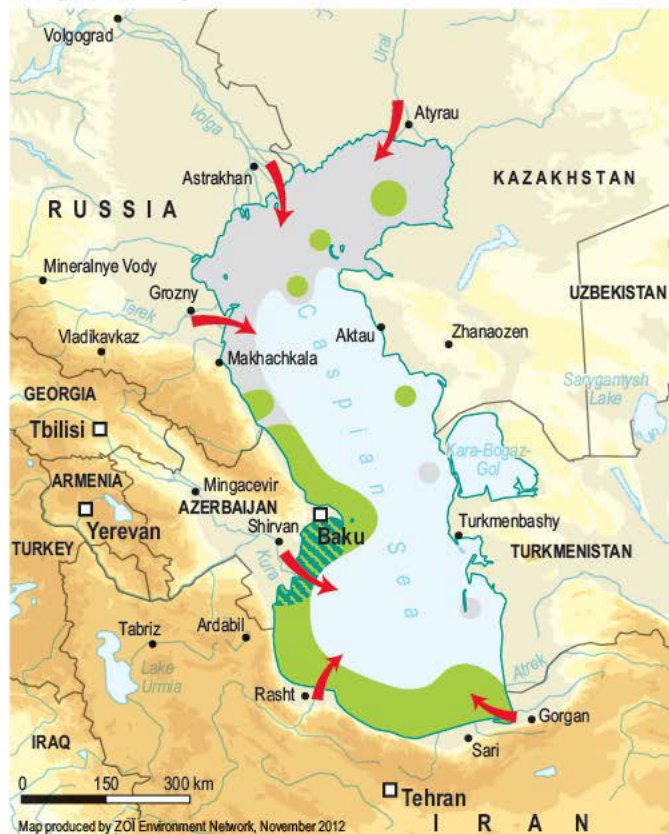 Volgograd
Ural
Atyrau
Volga
Astrakhan
KAZAKHSTAN
RUSSIA
Mineralnye Vody
Grozny
Terek
UZBEKISTAN
Aktau
Zhanaozen
Vladikavkaz
Makhachkala
Caspian Sea
GEORGIA
Sarygamysh
Lake
Tbilisi
Kara-Bogaz-
Gol
ARMENIA
Mingacevir
AZERBAIJAN
Yerevan
Shirvan
Baku
Turkmenbashy
TURKEY
Kura
TURKMENISTAN
Tabriz
Ardabil
Lake
Urmia
Atrek
Rasht
Gorgan
IRAQ
Sari
0 150 300 km
Tehran
IRAN
Map produced by ZOÏ Environment Network, November 2012